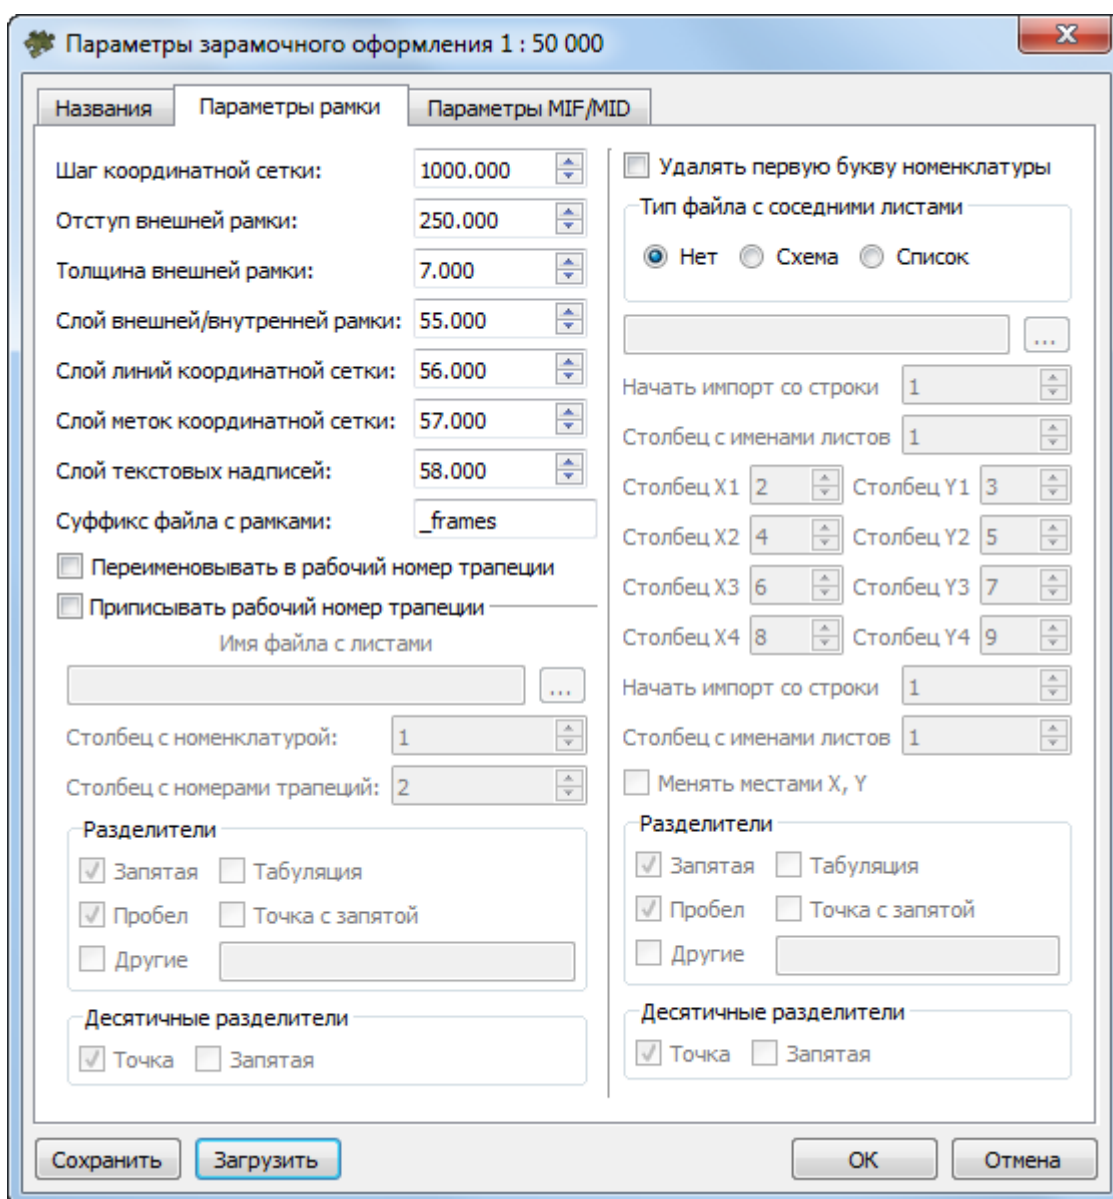 Параметры зарамочного оформления 1 : 50 000
Названия
Параметры рамки
Параметры MIF/MID
Шаг координатной сетки: 1000.000
Отступ внешней рамки: 250.000
Толщина внешней рамки: 7.000
Слой внешней/внутренней рамки: 55.000
Слой линий координатной сетки: 56.000
Слой меток координатной сетки: 57.000
Слой текстовых надписей: 58.000
Суффикс файла с рамками: _frames
Переименовывать в рабочий номер трапеции
Приписывать рабочий номер трапеции
Имя файла с листами
...
Столбец с номенклатурой: 1
Столбец с номерами трапеций: 2
Разделители
Запятая Табуляция
Пробел Точка с запятой
Другие
Десятичные разделители
Точка Запятая
Удалять первую букву номенклатуры
Тип файла с соседними листами
Нет Схема Список
...
Начать импорт со строки 1
Столбец с именами листов 1
Столбец X1 2 Столбец Y1 3
Столбец X2 4 Столбец Y2 5
Столбец X3 6 Столбец Y3 7
Столбец X4 8 Столбец Y4 9
Начать импорт со строки 1
Столбец с именами листов 1
Менять местами X, Y
Разделители
Запятая Табуляция
Пробел Точка с запятой
Другие
Десятичные разделители
Точка Запятая
Сохранить Загрузить ОК Отмена